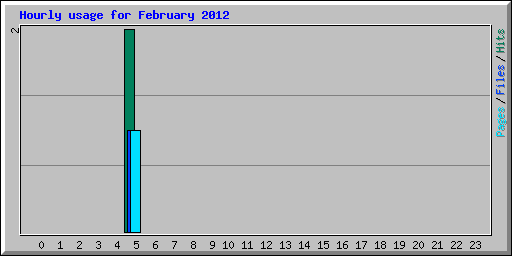 Hourly usage for February 2012
2
Pages/Files/Hits
0 1 2 3 4 5 6 7 8 9 10 11 12 13 14 15 16 17 18 19 20 21 22 23